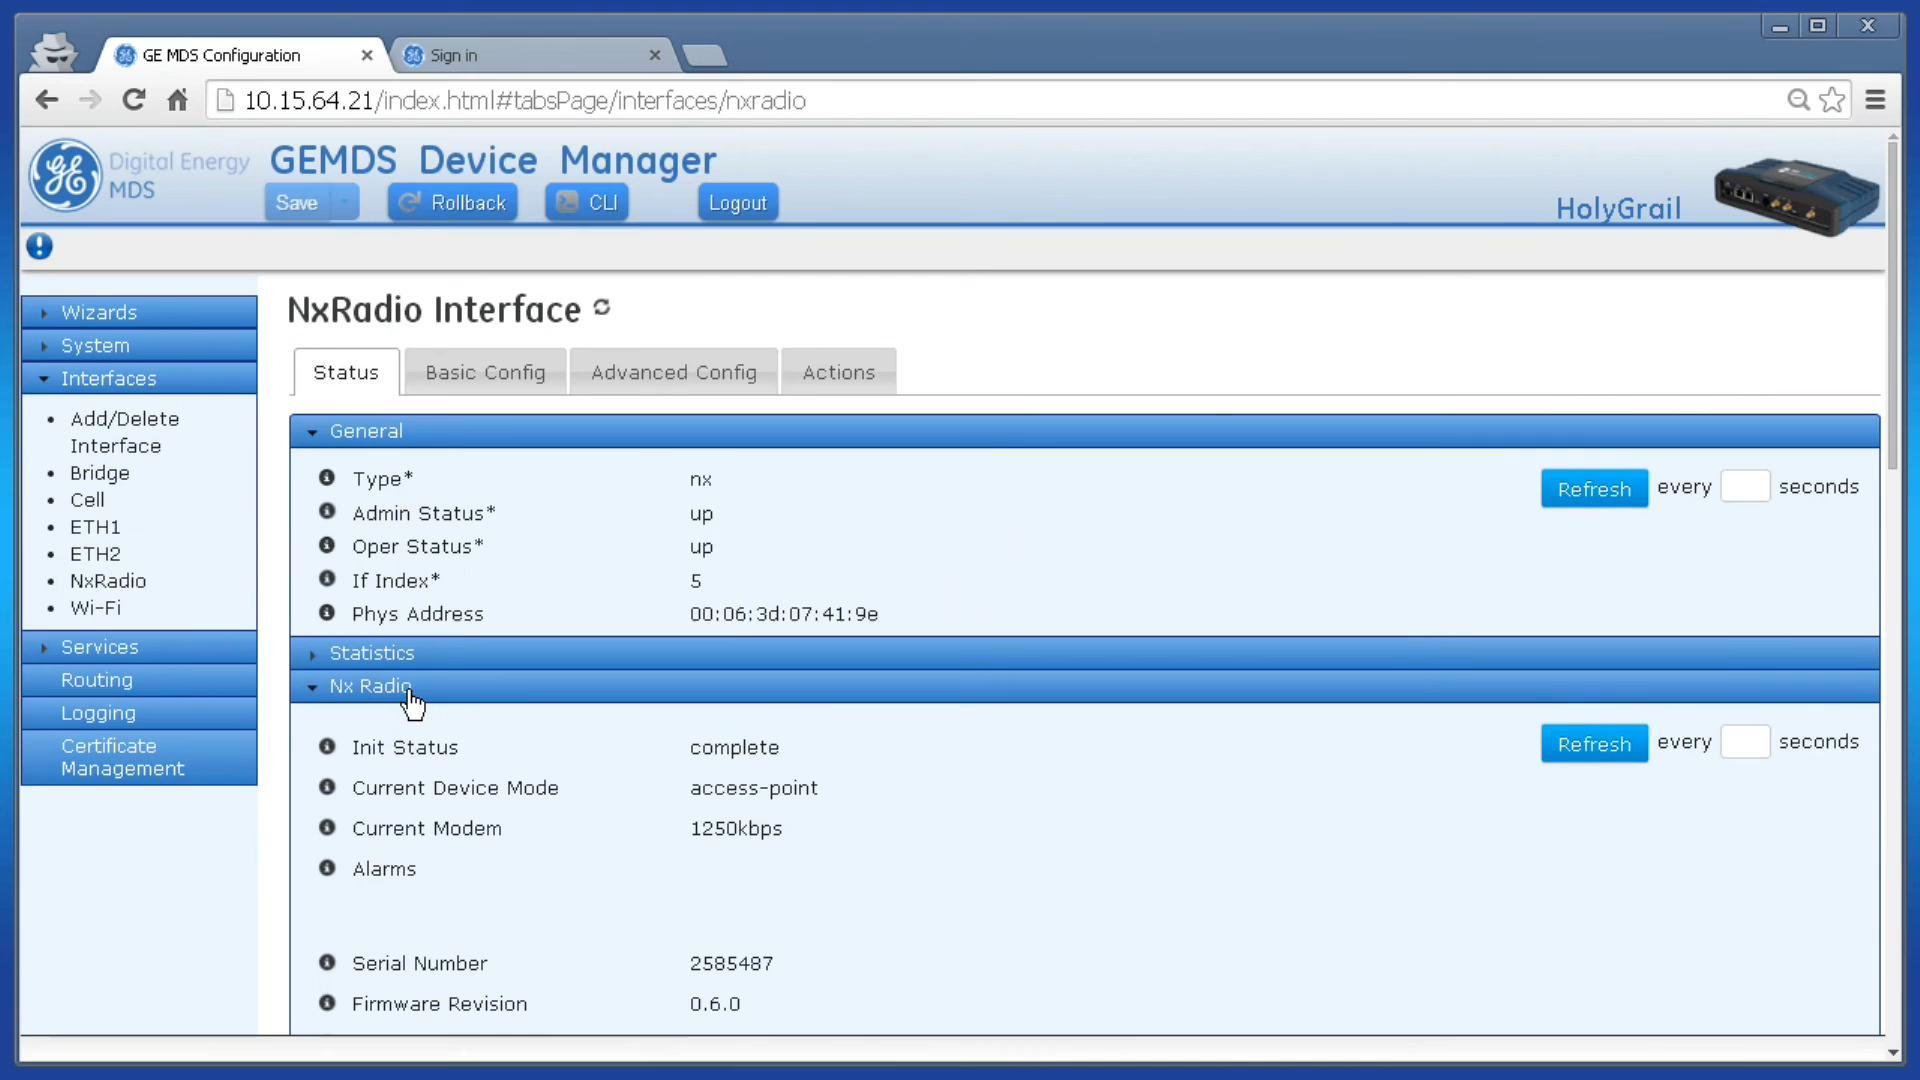 GE MDS Configuration
Sign in
10.15.64.21/index.html#tabsPage/interfaces/nxradio
Digital Energy
MDS
GEMDS Device Manager
Save
Rollback
CLI
Logout
HolyGrail
Wizards
System
Interfaces
Add/Delete
Interface
Bridge
Cell
ETH1
ETH2
NxRadio
Wi-Fi
Services
Routing
Logging
Certificate
Management
NxRadio Interface
Status
Basic Config
Advanced Config
Actions
General
Type* nx
Refresh every seconds
Admin Status* up
Oper Status* up
If Index* 5
Phys Address 00:06:3d:07:41:9e
Statistics
Nx Radio
Init Status complete
Refresh every seconds
Current Device Mode access-point
Current Modem 1250kbps
Alarms
Serial Number 2585487
Firmware Revision 0.6.0